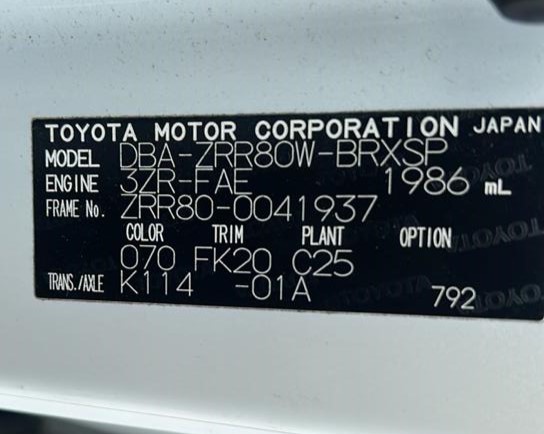 TOYOTA MOTOR CORPORATION JAPAN
MODEL DBA-ZRR80W-BRXSP
ENGINE 3ZR-FAE 1986 mL
FRAME No. ZRR80-0041937
COLOR TRIM PLANT OPTION
070 FK20 C25
TRANS./AXLE K114 -01A 792